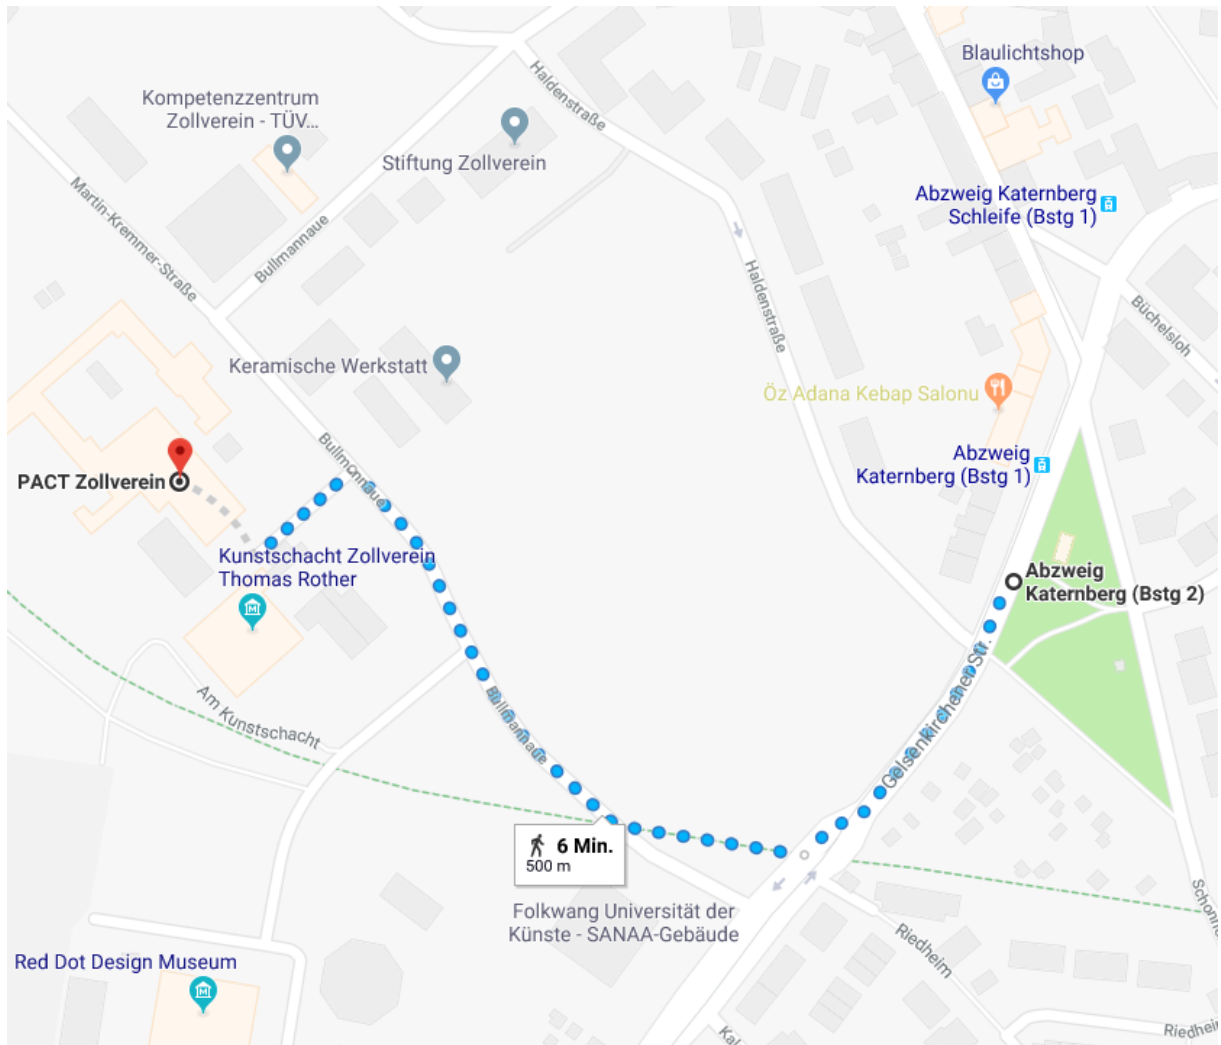 Blaulichtshop
Haldenstraße
Kompetenzzentrum
Zollverein - TÜV...
Stiftung Zollverein
Martin-Kremmer-Straße
Bullmannaue
Abzweig Katernberg
Schleife (Bstg 1)
Haldenstraße
Büchelsloh
Keramische Werkstatt
Öz Adana Kebap Salonu
Bullmannaue
Abzweig
Katernberg (Bstg 1)
PACT Zollverein
Kunstschacht Zollverein
Thomas Rother
Abzweig
Katernberg (Bstg 2)
Gelsenkirchener Str.
Am Kunstschacht
Bullmannaue
6 Min.
500 m
Folkwang Universität der
Künste - SANAA-Gebäude
Riedheim
Red Dot Design Museum
Riedheim